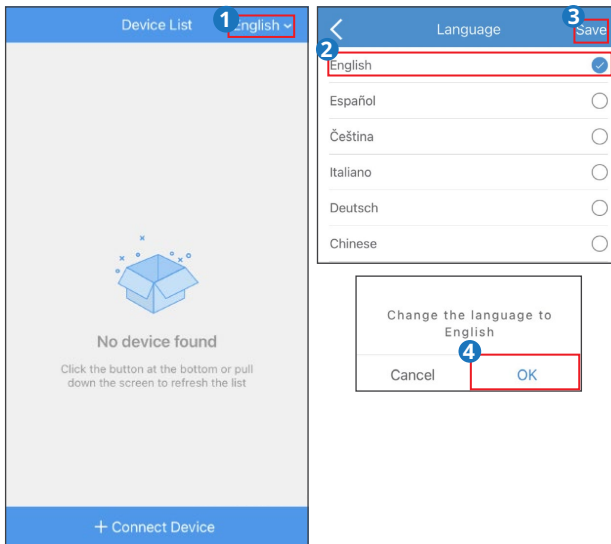 Device List
1
English
No device found
Click the button at the bottom or pull
down the screen to refresh the list
+ Connect Device
Language
3
Save
2
English
Español
Čeština
Italiano
Deutsch
Chinese
Change the language to
English
4
Cancel
OK